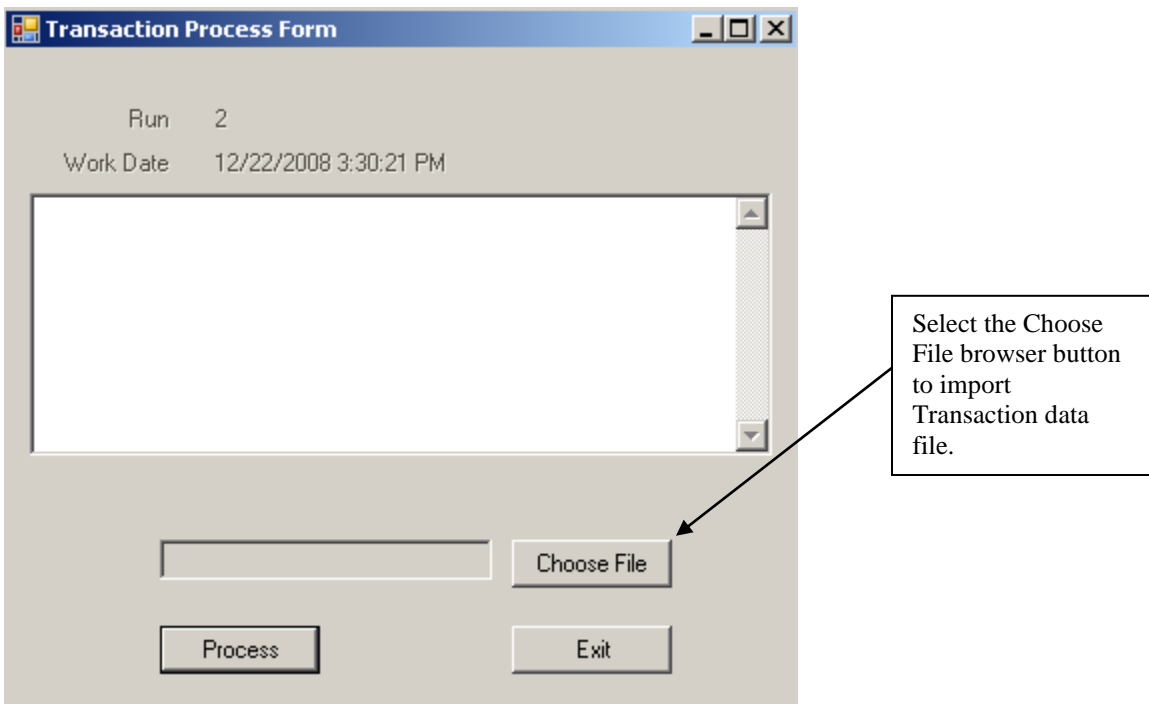 Transaction Process Form
Run 2
Work Date 12/22/2008 3:30:21 PM
Select the Choose
File browser button
to import
Transaction data
file.
Choose File
Process Exit